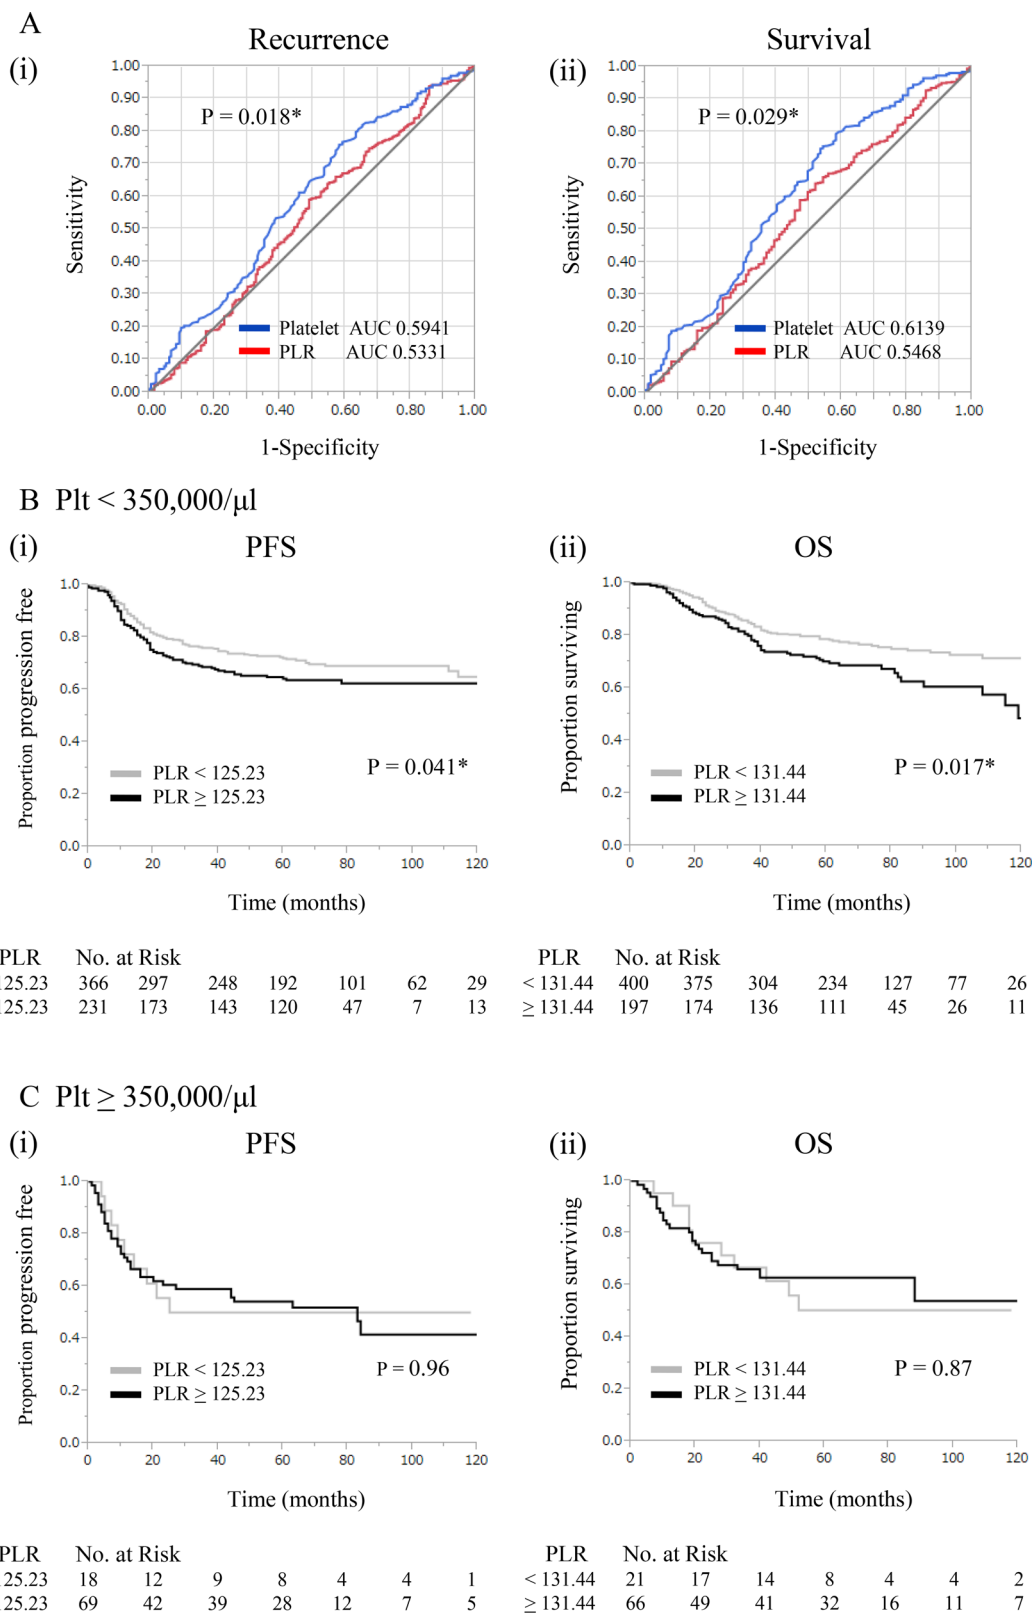 A
Recurrence
Survival
(i)
(ii)
1.00
0.90
0.80
0.70
0.60
0.50
0.40
0.30
0.20
0.10
0.00
Sensitivity
P = 0.018*
Platelet AUC 0.5941
PLR AUC 0.5331
0.00 0.20 0.40 0.60 0.80 1.00
1-Specificity
1.00
0.90
0.80
0.70
0.60
0.50
0.40
0.30
0.20
0.10
0.00
Sensitivity
P = 0.029*
Platelet AUC 0.6139
PLR AUC 0.5468
0.00 0.20 0.40 0.60 0.80 1.00
1-Specificity
B Plt < 350,000/μl
(i)
PFS
1.0
0.8
0.6
0.4
0.2
0.0
Proportion progression free
PLR < 125.23
PLR ≥ 125.23
P = 0.041*
0 20 40 60 80 100 120
Time (months)
PLR No. at Risk
125.23 366 297 248 192 101 62 29
125.23 231 173 143 120 47 7 13
(ii)
OS
1.0
0.8
0.6
0.4
0.2
0.0
Proportion surviving
PLR < 131.44
PLR ≥ 131.44
P = 0.017*
0 20 40 60 80 100 120
Time (months)
PLR No. at Risk
< 131.44 400 375 304 234 127 77 26
≥ 131.44 197 174 136 111 45 26 11
C Plt ≥ 350,000/μl
(i)
PFS
1.0
0.8
0.6
0.4
0.2
0.0
Proportion progression free
PLR < 125.23
PLR ≥ 125.23
P = 0.96
0 20 40 60 80 100 120
Time (months)
PLR No. at Risk
125.23 18 12 9 8 4 4 1
125.23 69 42 39 28 12 7 5
(ii)
OS
1.0
0.8
0.6
0.4
0.2
0.0
Proportion surviving
PLR < 131.44
PLR ≥ 131.44
P = 0.87
0 20 40 60 80 100 120
Time (months)
PLR No. at Risk
< 131.44 21 17 14 8 4 4 2
≥ 131.44 66 49 41 32 16 11 7